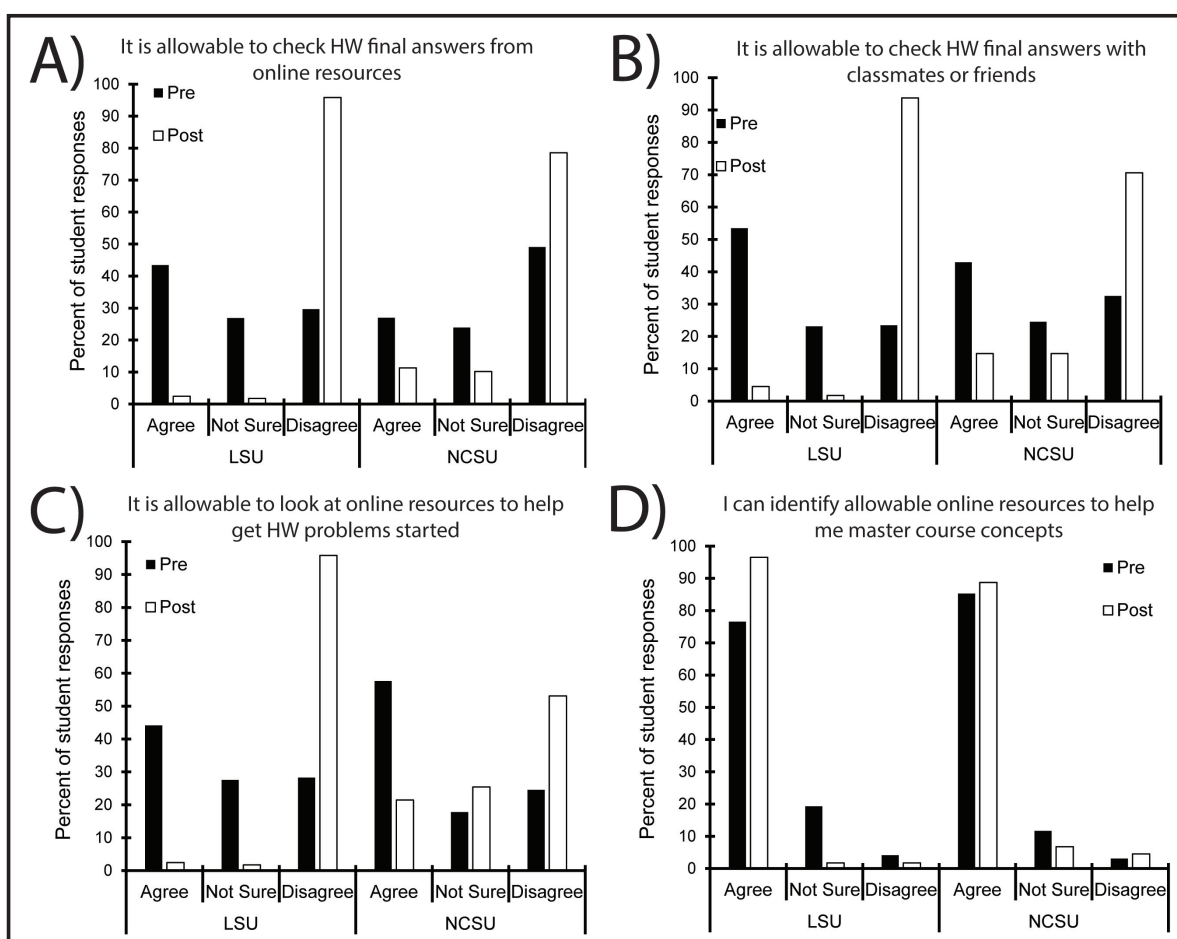 A)
It is allowable to check HW final answers from
online resources
Percent of student responses
100
90
80
70
60
50
40
30
20
10
0
Pre
Post
Agree Not Sure Disagree Agree Not Sure Disagree
LSU NCSU
B)
It is allowable to check HW final answers with
classmates or friends
Percent of student responses
100
90
80
70
60
50
40
30
20
10
0
Pre
Post
Agree Not Sure Disagree Agree Not Sure Disagree
LSU NCSU
C)
It is allowable to look at online resources to help
get HW problems started
Percent of student responses
100
90
80
70
60
50
40
30
20
10
0
Pre
Post
Agree Not Sure Disagree Agree Not Sure Disagree
LSU NCSU
D)
I can identify allowable online resources to help
me master course concepts
Percent of student responses
100
90
80
70
60
50
40
30
20
10
0
Pre
Post
Agree Not Sure Disagree Agree Not Sure Disagree
LSU NCSU